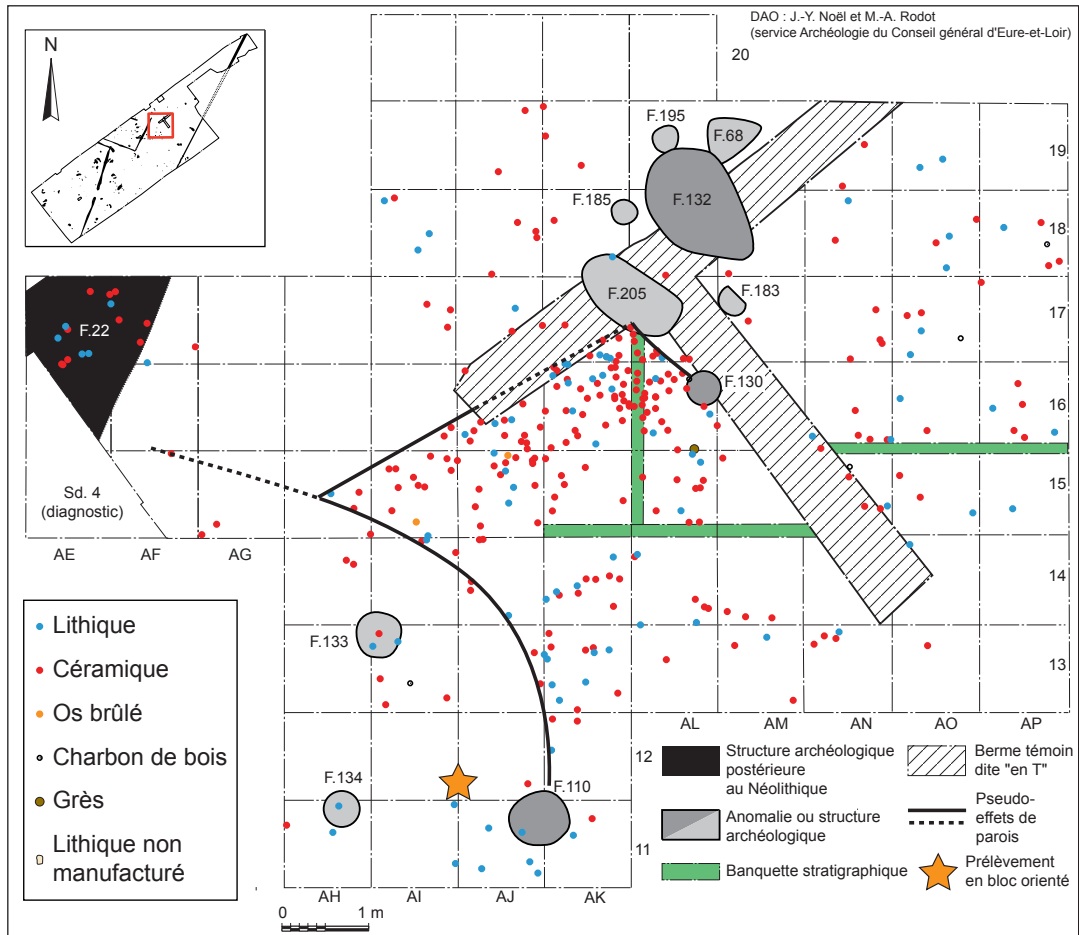 DAO : J.-Y. Noël et M.-A. Rodot
(service Archéologie du Conseil général d'Eure-et-Loir)
N
20
F.195
F.68
19
F.132
F.185
18
F.205
F.183
17
F.22
F.130
16
15
Sd. 4
(diagnostic)
AE
AF
AG
14
F.133
13
AL
AM
AN
AO
AP
12
F.134
F.110
11
AH
AI
AJ
AK
0
1 m
Lithique
Céramique
Os brûlé
Charbon de bois
Grès
Lithique non
manufacturé
Structure archéologique
postérieure
au Néolithique
Anomalie ou structure
archéologique
Banquette stratigraphique
Berme témoin
dite "en T"
Pseudo-
effets de
parois
Prélèvement
en bloc orienté